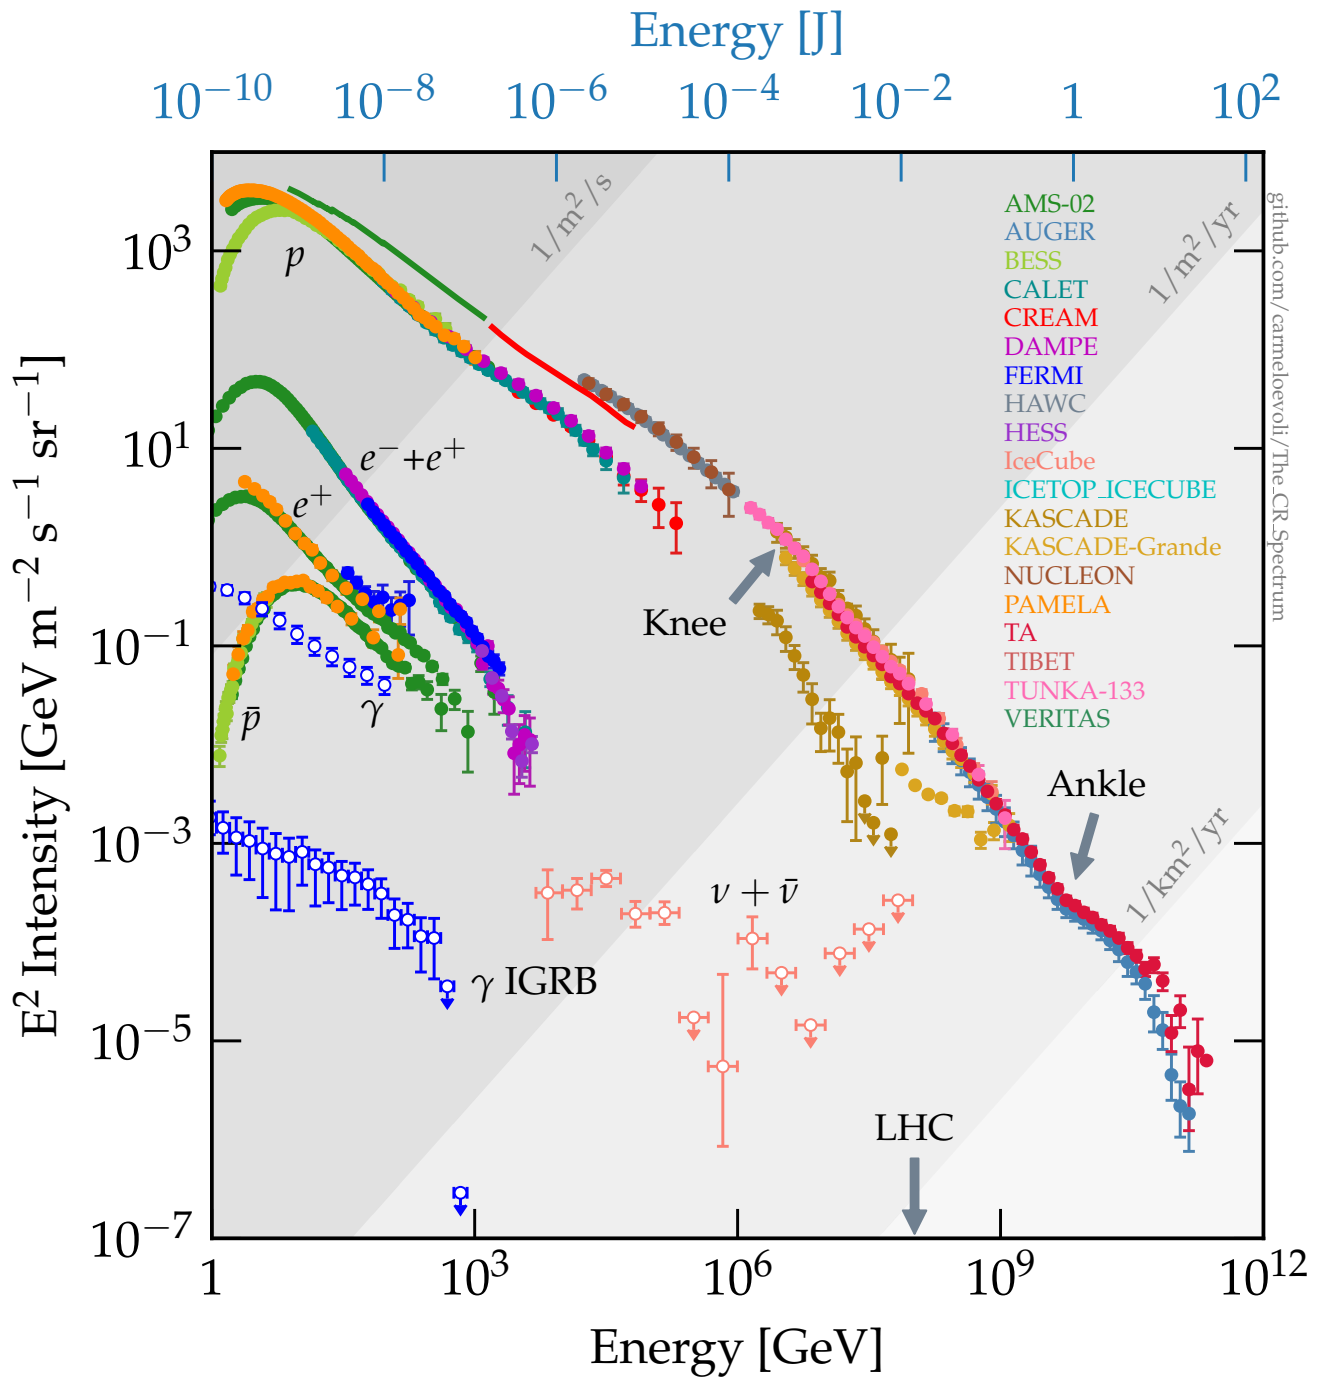 Energy [J]
10⁻¹⁰ 10⁻⁸ 10⁻⁶ 10⁻⁴ 10⁻² 1 10²
1/m²/s
1/m²/yr
1/km²/yr
AMS-02
AUGER
BESS
CALET
CREAM
DAMPE
FERMI
HAWC
HESS
IceCube
ICETOP_ICECUBE
KASCADE
KASCADE-Grande
NUCLEON
PAMELA
TA
TIBET
TUNKA-133
VERITAS
github.com/carmeloevoli/The_CR_Spectrum
E² Intensity [GeV m⁻² s⁻¹ sr⁻¹]
10³
10¹
10⁻¹
10⁻³
10⁻⁵
10⁻⁷
p
e⁻+e⁺
e⁺
p̄
γ
Knee
Ankle
ν + ν̄
γ IGRB
LHC
1 10³ 10⁶ 10⁹ 10¹²
Energy [GeV]